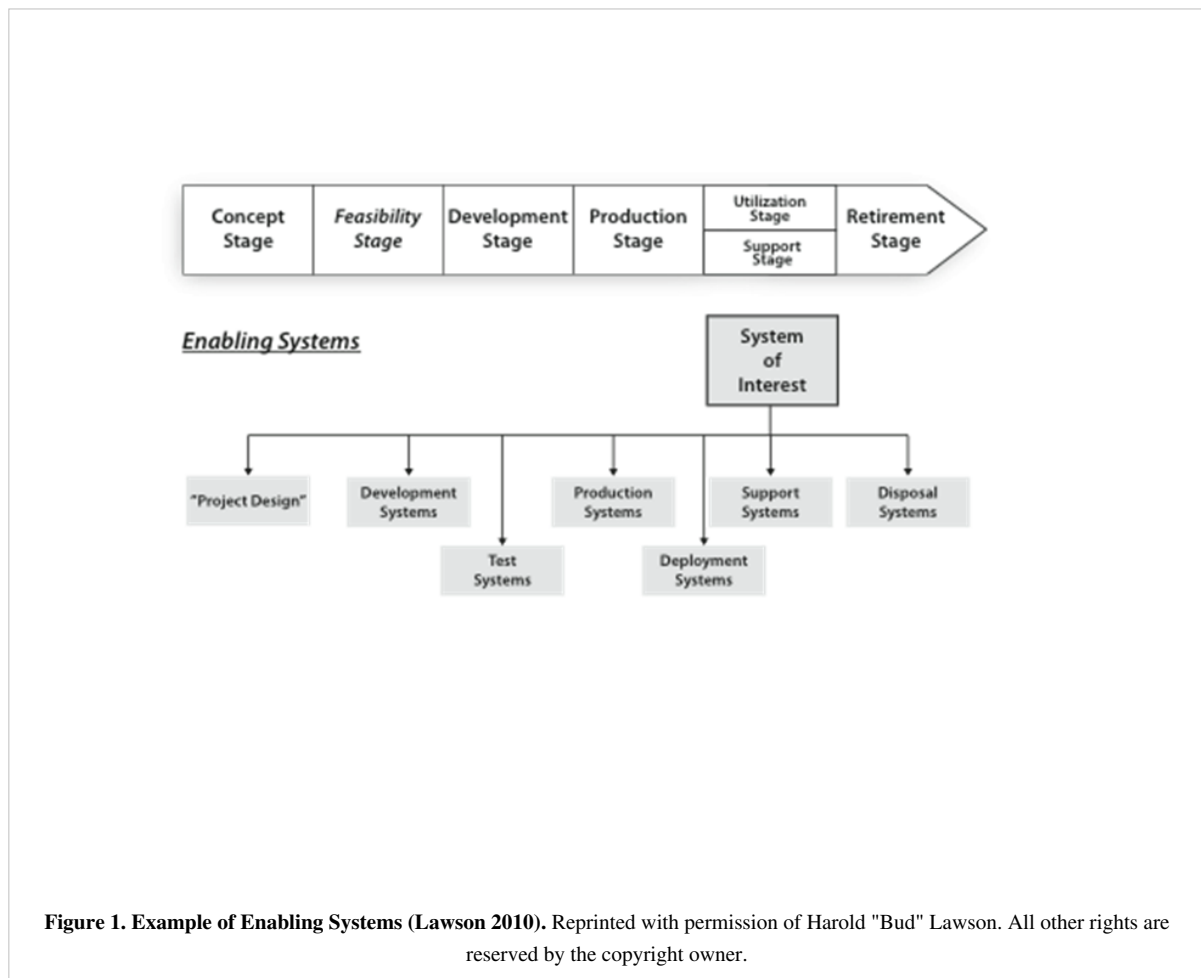 Concept
Stage
Feasibility
Stage
Development
Stage
Production
Stage
Utilization
Stage
Support
Stage
Retirement
Stage
Enabling Systems
System
of
Interest
"Project Design"
Development
Systems
Production
Systems
Support
Systems
Disposal
Systems
Test
Systems
Deployment
Systems
Figure 1. Example of Enabling Systems (Lawson 2010). Reprinted with permission of Harold "Bud" Lawson. All other rights are
reserved by the copyright owner.